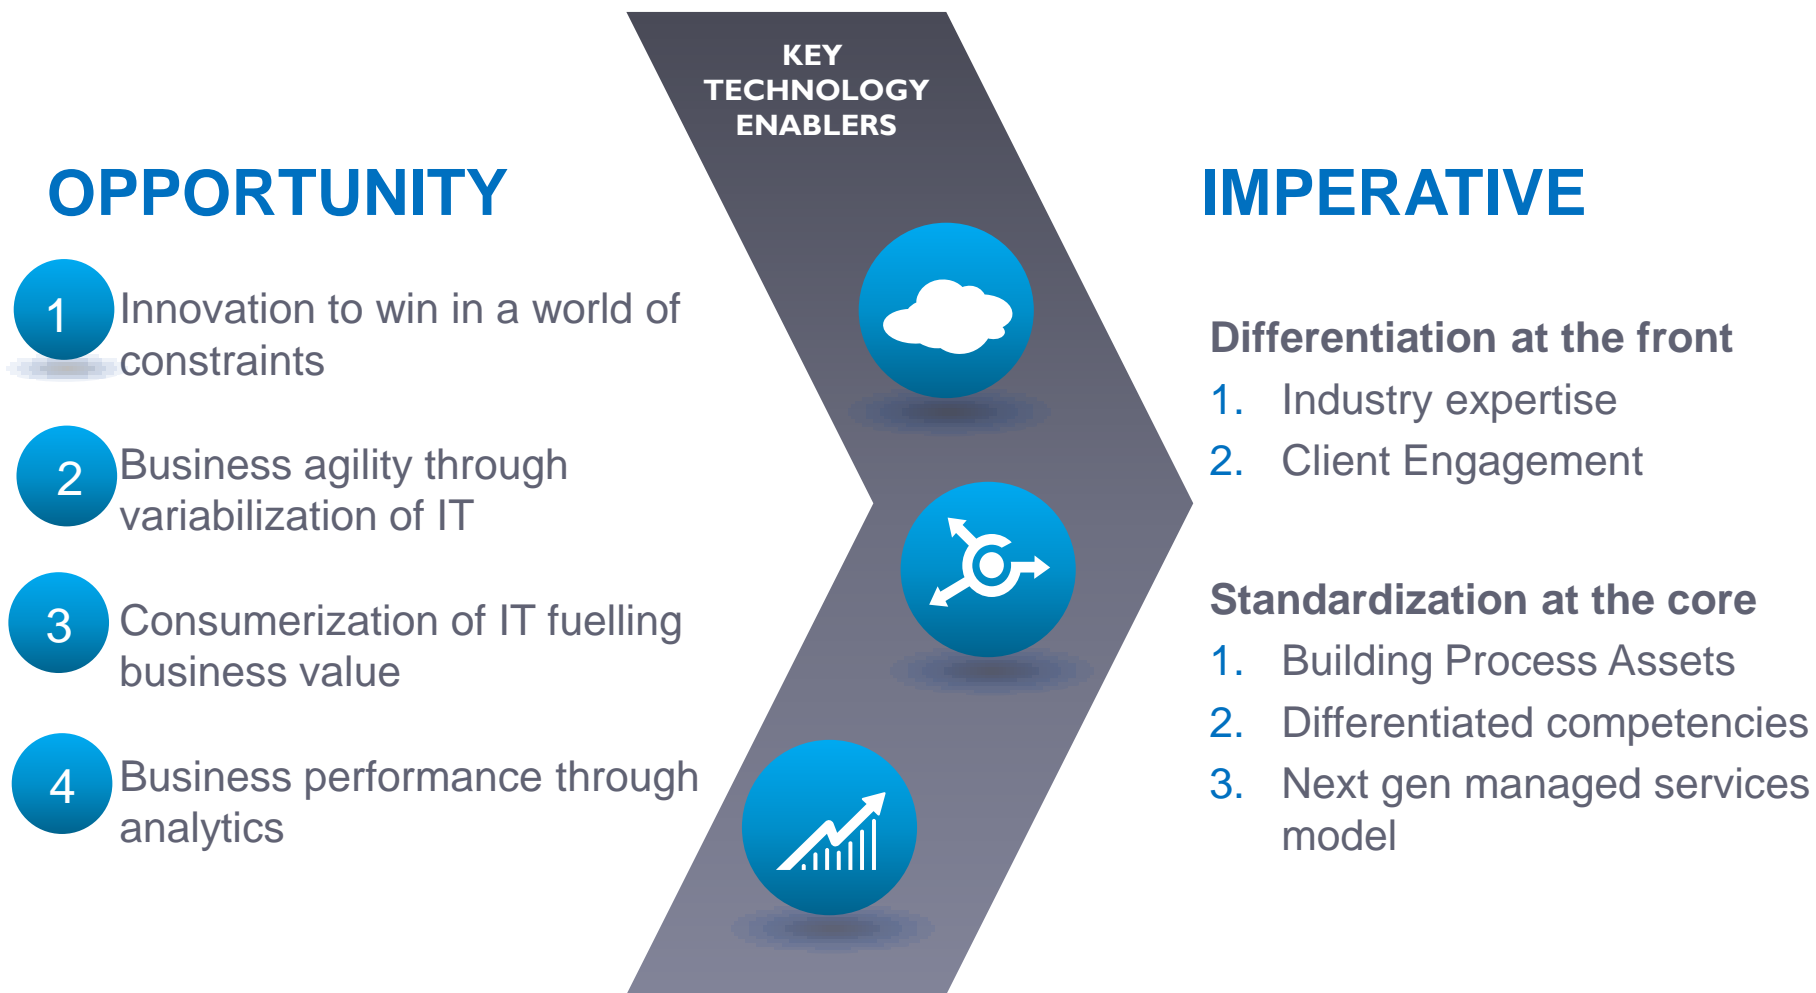 KEY
TECHNOLOGY
ENABLERS
OPPORTUNITY
1 Innovation to win in a world of
constraints
2 Business agility through
variabilization of IT
3 Consumerization of IT fuelling
business value
4 Business performance through
analytics
IMPERATIVE
Differentiation at the front
1. Industry expertise
2. Client Engagement
Standardization at the core
1. Building Process Assets
2. Differentiated competencies
3. Next gen managed services
model